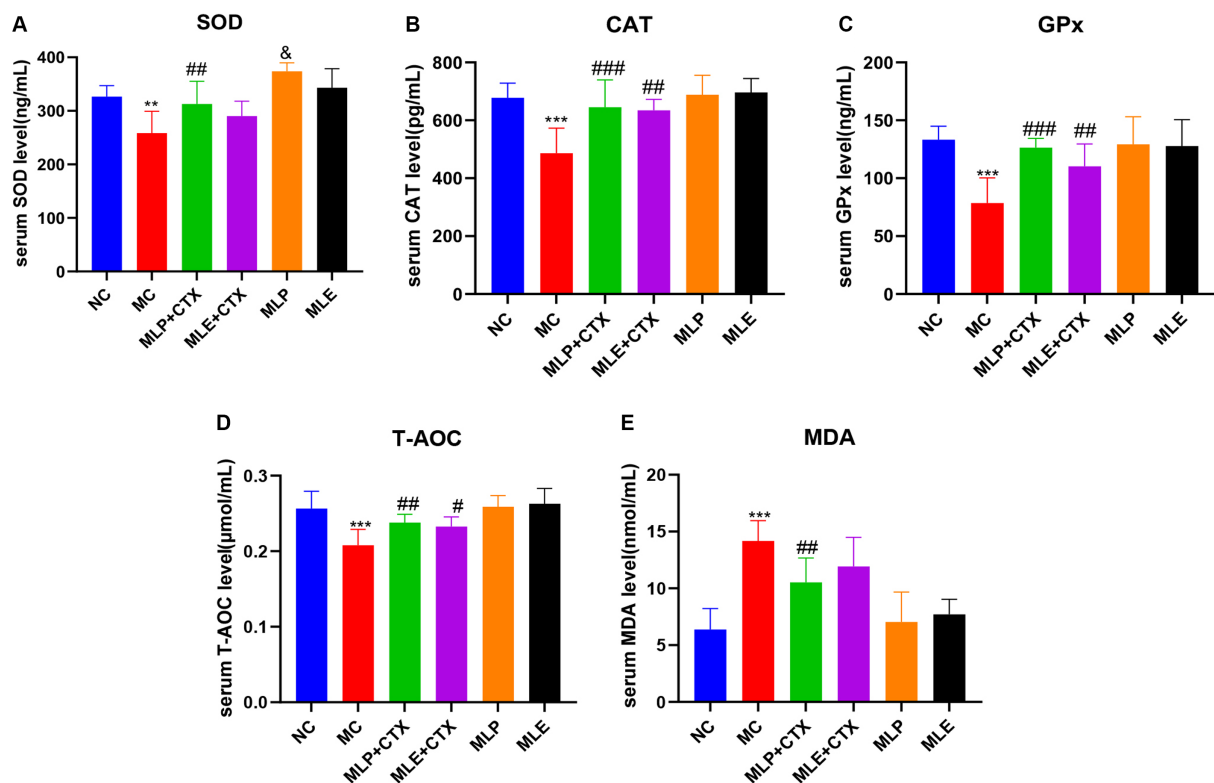 A
SOD
serum SOD level(ng/mL)
400
300
200
100
0
**
##
&
NC
MC
MLP+CTX
MLE+CTX
MLP
MLE
B
CAT
serum CAT level(pg/mL)
800
600
400
200
0
***
###
##
NC
MC
MLP+CTX
MLE+CTX
MLP
MLE
C
GPx
serum GPx level(ng/mL)
200
150
100
50
0
***
###
##
NC
MC
MLP+CTX
MLE+CTX
MLP
MLE
D
T-AOC
serum T-AOC level(μmol/mL)
0.3
0.2
0.1
0.0
***
##
#
NC
MC
MLP+CTX
MLE+CTX
MLP
MLE
E
MDA
serum MDA level(nmol/mL)
20
15
10
5
0
***
##
NC
MC
MLP+CTX
MLE+CTX
MLP
MLE